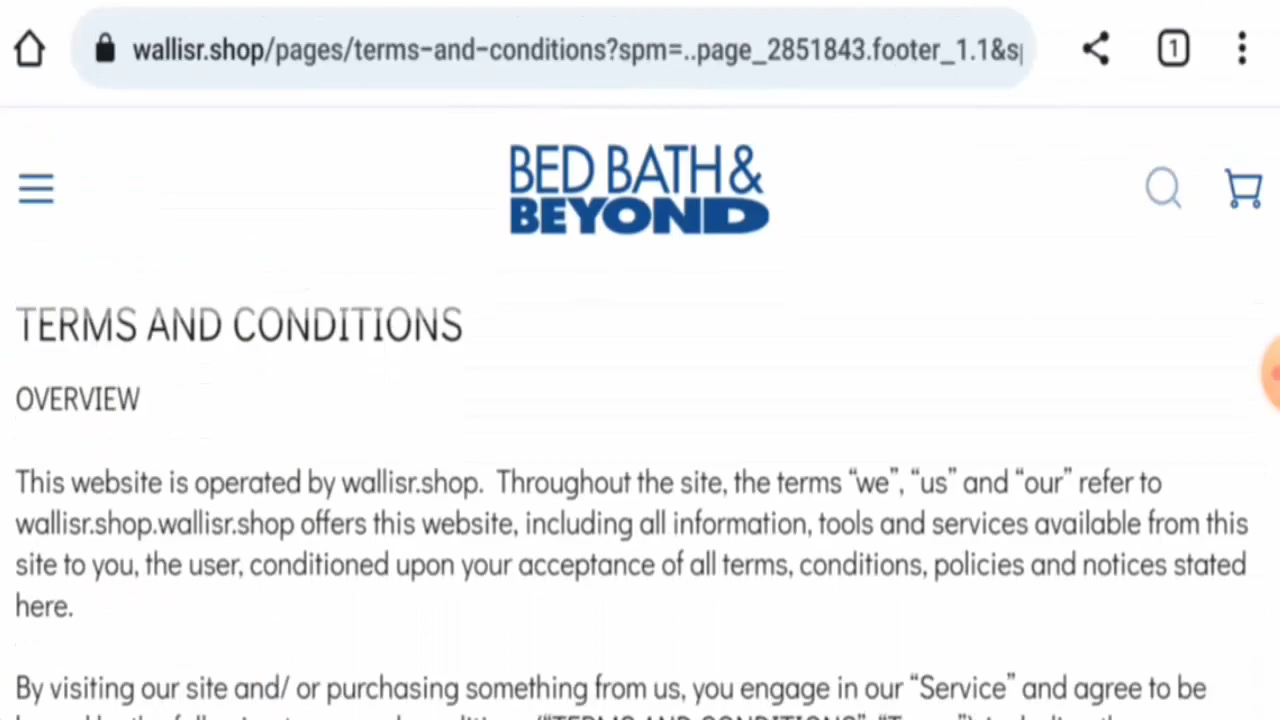 wallisr.shop/pages/terms-and-conditions?spm=..page_2851843.footer_1.1&s
1
BED BATH &
BEYOND
TERMS AND CONDITIONS
OVERVIEW
This website is operated by wallisr.shop.  Throughout the site, the terms “we”, “us” and “our” refer to
wallisr.shop.wallisr.shop offers this website, including all information, tools and services available from this
site to you, the user, conditioned upon your acceptance of all terms, conditions, policies and notices stated
here.
By visiting our site and/ or purchasing something from us, you engage in our “Service” and agree to be